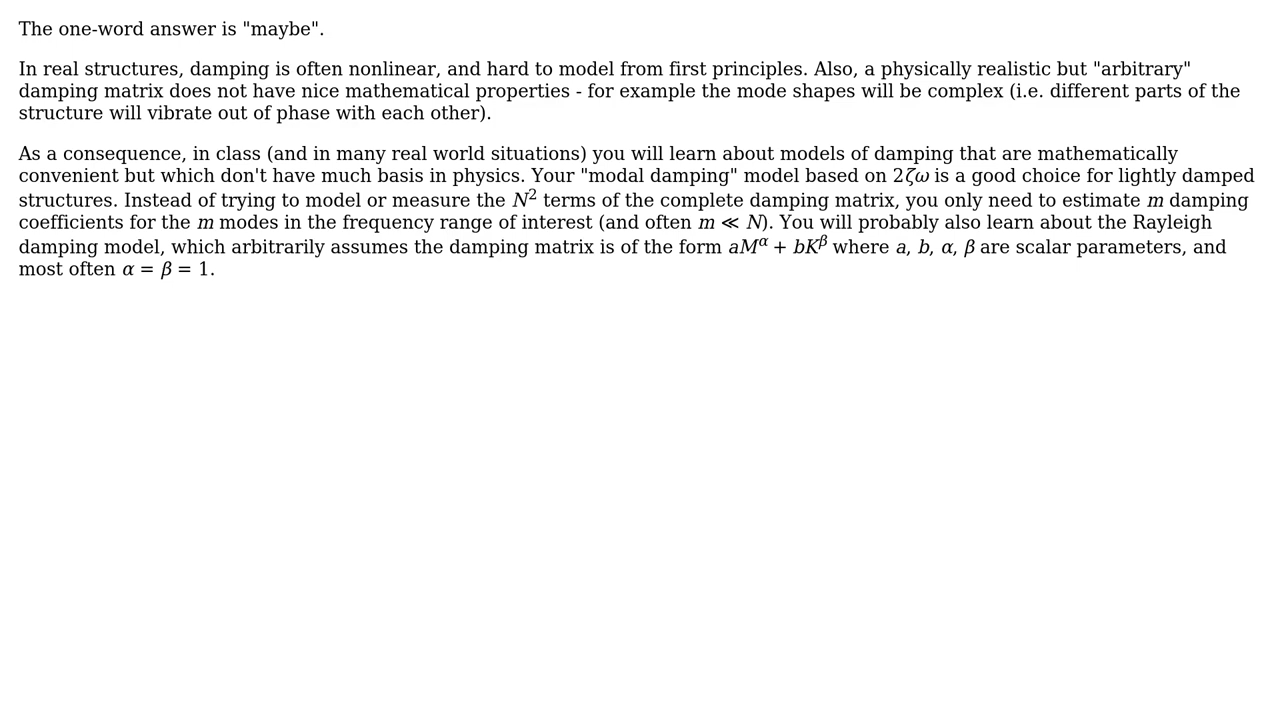 The one-word answer is "maybe".
In real structures, damping is often nonlinear, and hard to model from first principles. Also, a physically realistic but "arbitrary"
damping matrix does not have nice mathematical properties - for example the mode shapes will be complex (i.e. different parts of the
structure will vibrate out of phase with each other).
As a consequence, in class (and in many real world situations) you will learn about models of damping that are mathematically
convenient but which don't have much basis in physics. Your "modal damping" model based on 2ζω is a good choice for lightly damped
structures. Instead of trying to model or measure the N² terms of the complete damping matrix, you only need to estimate m damping
coefficients for the m modes in the frequency range of interest (and often m ≪ N). You will probably also learn about the Rayleigh
damping model, which arbitrarily assumes the damping matrix is of the form aM^α + bK^β where a, b, α, β are scalar parameters, and
most often α = β = 1.